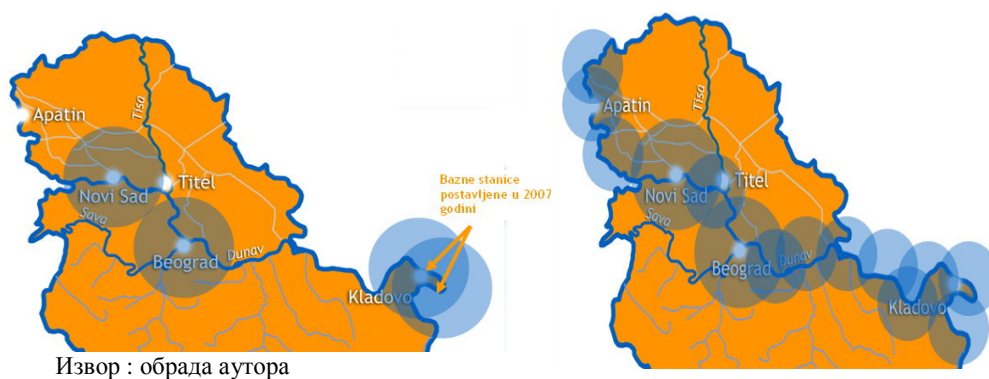 Apatin
Tisa
Titel
Novi Sad
Sava
Beograd
Dunav
Kladovo
Bazne stanice
postavljene u 2007
godini
Apatin
Tisa
Titel
Novi Sad
Sava
Beograd
Dunav
Kladovo
Извор : обрада аутора